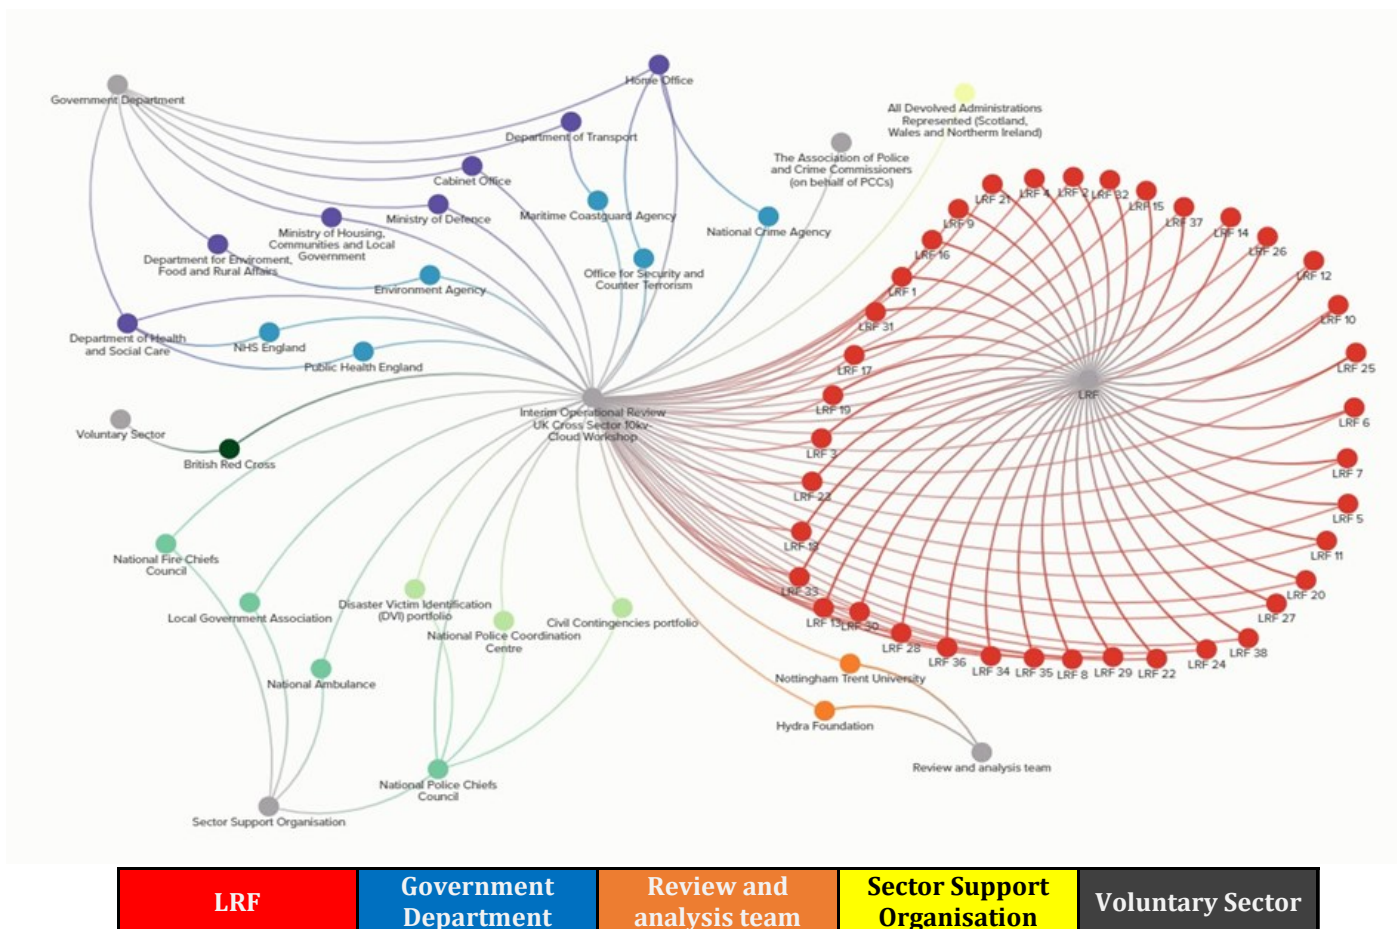 Home Office
Government Department
All Devolved Administrations
Represented (Scotland,
Wales and Northerm Ireland)
Department of Transport
The Association of Police
and Crime Commissioners
(on behalf of PCCs)
Cabinet Office
Maritime Coastguard Agency
Ministry of Defence
National Crime Agency
Ministry of Housing,
Communities and Local
Government
Department for Enviroment,
Food and Rural Affairs
Office for Security and
Counter Terrorism
Environment Agency
Department of Health
and Social Care
NHS England
Public Health England
Interim Operational Review
UK Cross Sector 10kv-
Cloud Workshop
Voluntary Sector
British Red Cross
National Fire Chiefs
Council
Local Government Association
Disaster Victim Identification
(DVI) portfolio
National Police Coordination
Centre
Civil Contingencies portfolio
National Ambulance
National Police Chiefs
Council
Sector Support Organisation
Nottingham Trent University
Hydra Foundation
Review and analysis team
LRF
LRF 21
LRF 4
LRF 2
LRF 32
LRF 15
LRF 37
LRF 14
LRF 26
LRF 12
LRF 10
LRF 25
LRF 6
LRF 7
LRF 5
LRF 11
LRF 20
LRF 27
LRF 38
LRF 24
LRF 22
LRF 29
LRF 8
LRF 35
LRF 34
LRF 36
LRF 28
LRF 30
LRF 13
LRF 33
LRF 23
LRF 3
LRF 19
LRF 17
LRF 31
LRF 1
LRF 16
LRF 9
LRF
Government
Department
Review and
analysis team
Sector Support
Organisation
Voluntary Sector